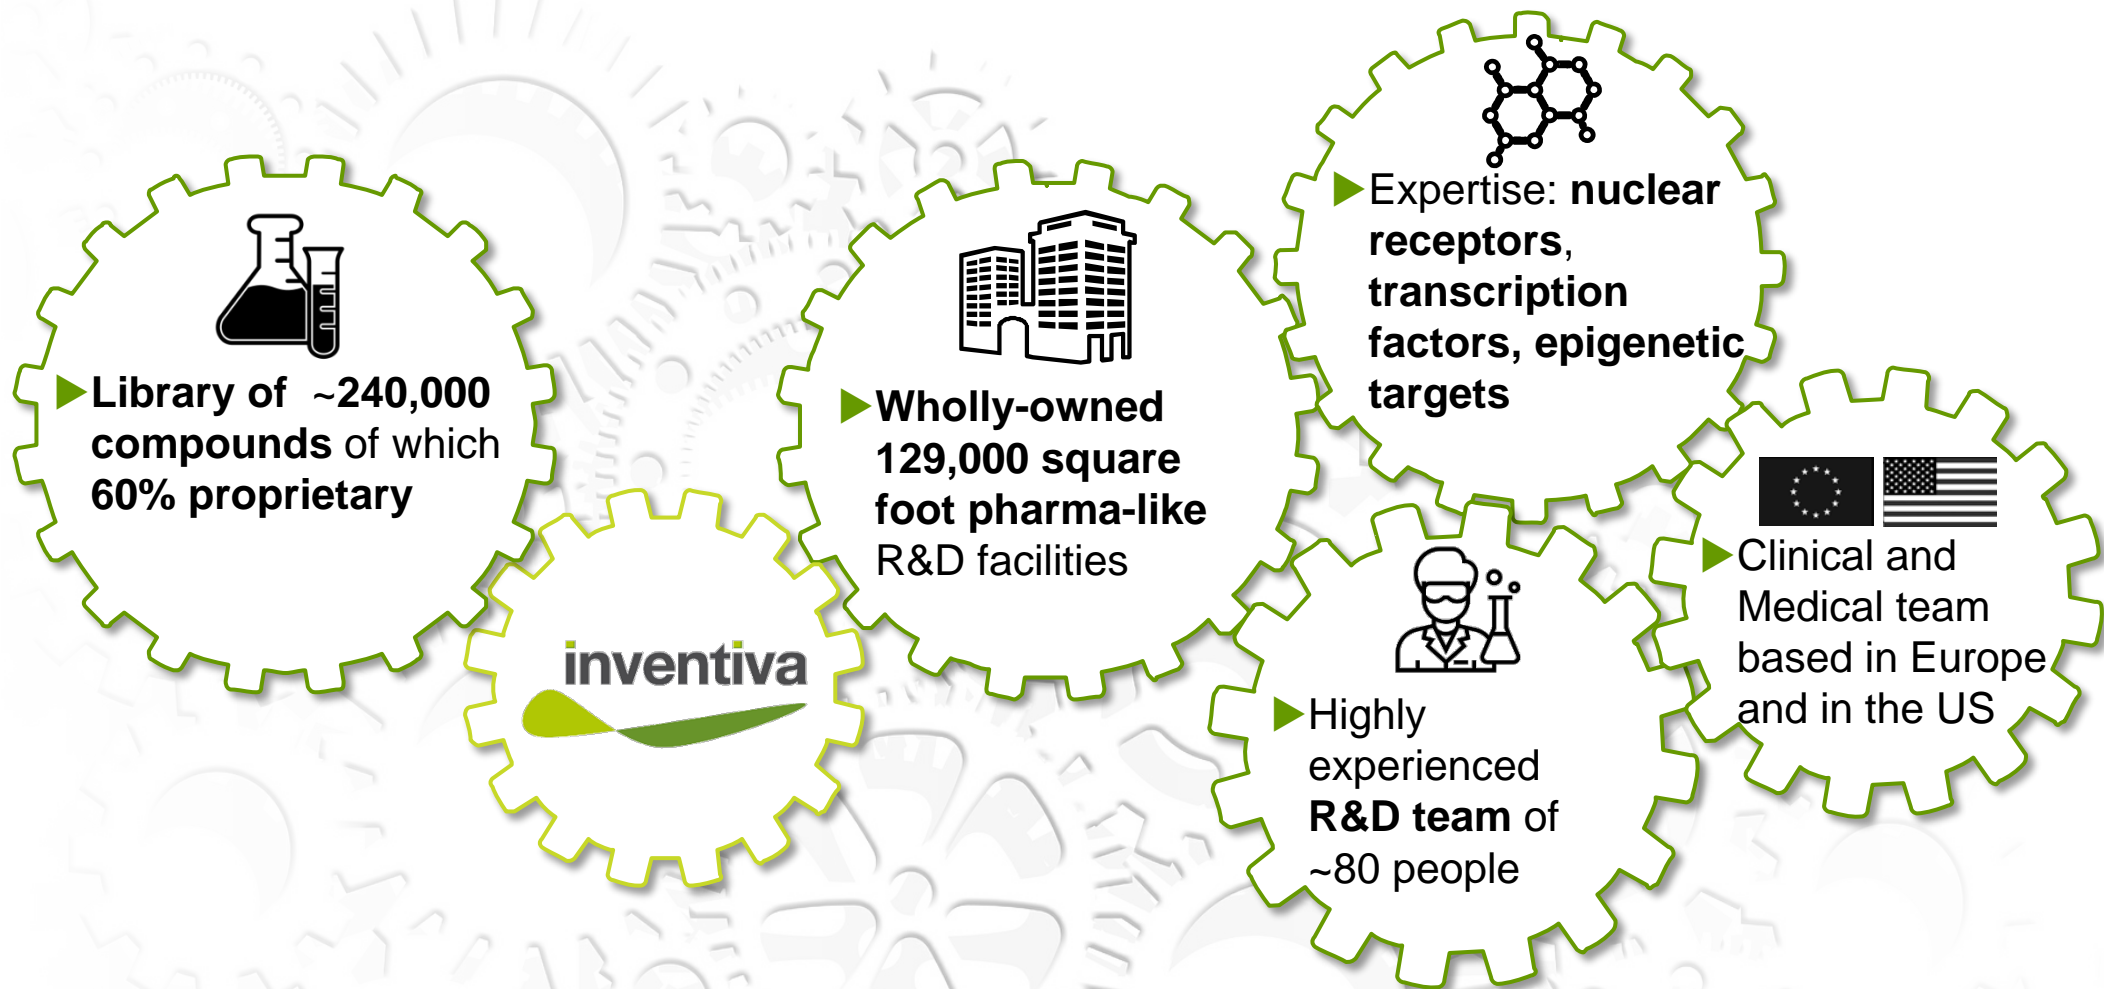 ▶Library of ~240,000
compounds of which
60% proprietary
inventiva
▶Wholly-owned
129,000 square
foot pharma-like
R&D facilities
▶Expertise: nuclear
receptors,
transcription
factors, epigenetic
targets
▶Highly
experienced
R&D team of
~80 people
▶Clinical and
Medical team
based in Europe
and in the US